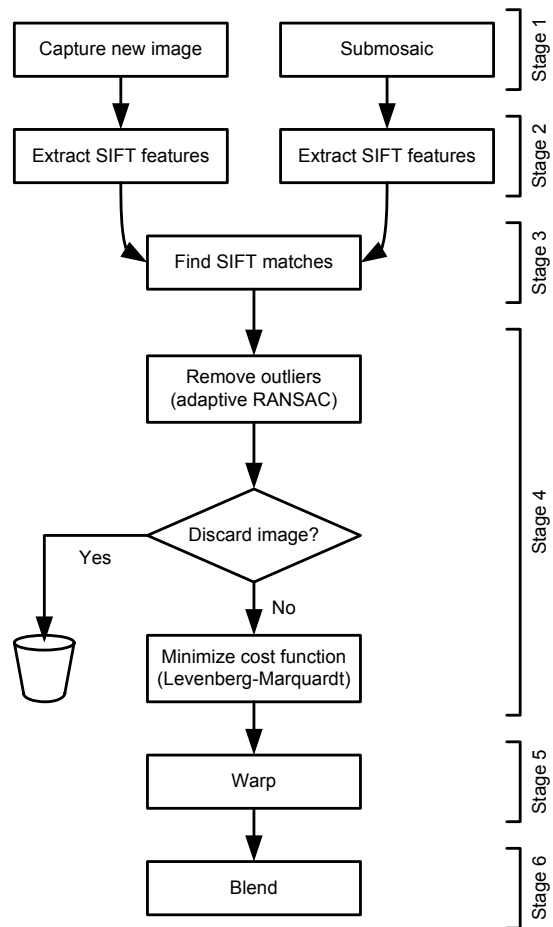 Capture new image
Submosaic
Stage 1
Extract SIFT features
Extract SIFT features
Stage 2
Find SIFT matches
Stage 3
Remove outliers
(adaptive RANSAC)
Discard image?
Yes
No
Minimize cost function
(Levenberg-Marquardt)
Stage 4
Warp
Stage 5
Blend
Stage 6